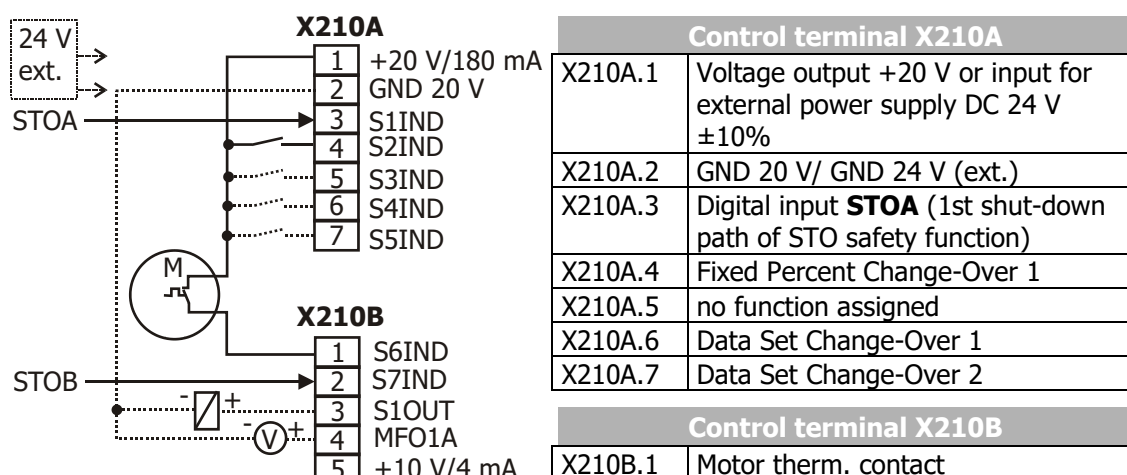 24 V
ext.
STOA
STOB
X210A
1 +20 V/180 mA
2 GND 20 V
3 S1IND
4 S2IND
5 S3IND
6 S4IND
7 S5IND
M
X210B
1 S6IND
2 S7IND
3 S1OUT
4 MFO1A
5 +10 V/4 mA
- +
- V +
Control terminal X210A
X210A.1 Voltage output +20 V or input for
external power supply DC 24 V
±10%
X210A.2 GND 20 V/ GND 24 V (ext.)
X210A.3 Digital input STOA (1st shut-down
path of STO safety function)
X210A.4 Fixed Percent Change-Over 1
X210A.5 no function assigned
X210A.6 Data Set Change-Over 1
X210A.7 Data Set Change-Over 2
Control terminal X210B
X210B.1 Motor therm. contact